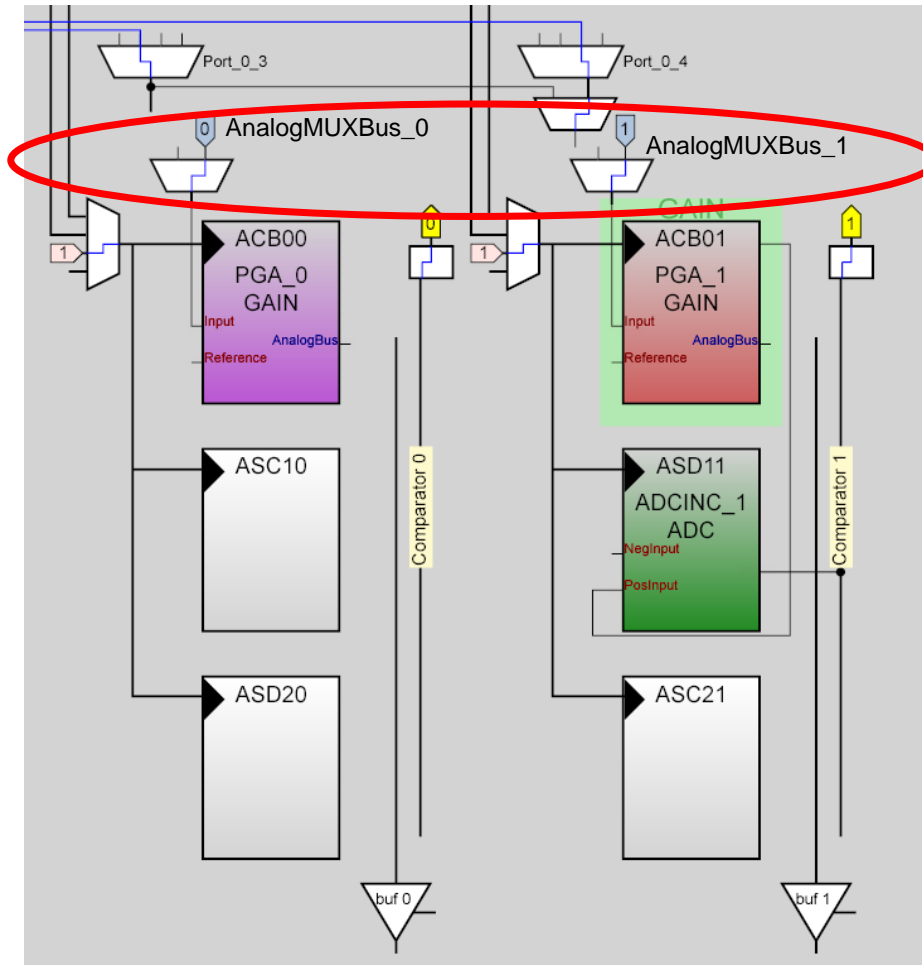 Port_0_3
Port_0_4
0
AnalogMUXBus_0
1
AnalogMUXBus_1
GAIN
1
ACB00
PGA_0
GAIN
Input
AnalogBus
Reference
0
1
ACB01
PGA_1
GAIN
Input
AnalogBus
Reference
1
ASC10
Comparator 0
ASD11
ADCINC_1
ADC
NegInput
PosInput
Comparator 1
ASD20
ASC21
buf 0
buf 1